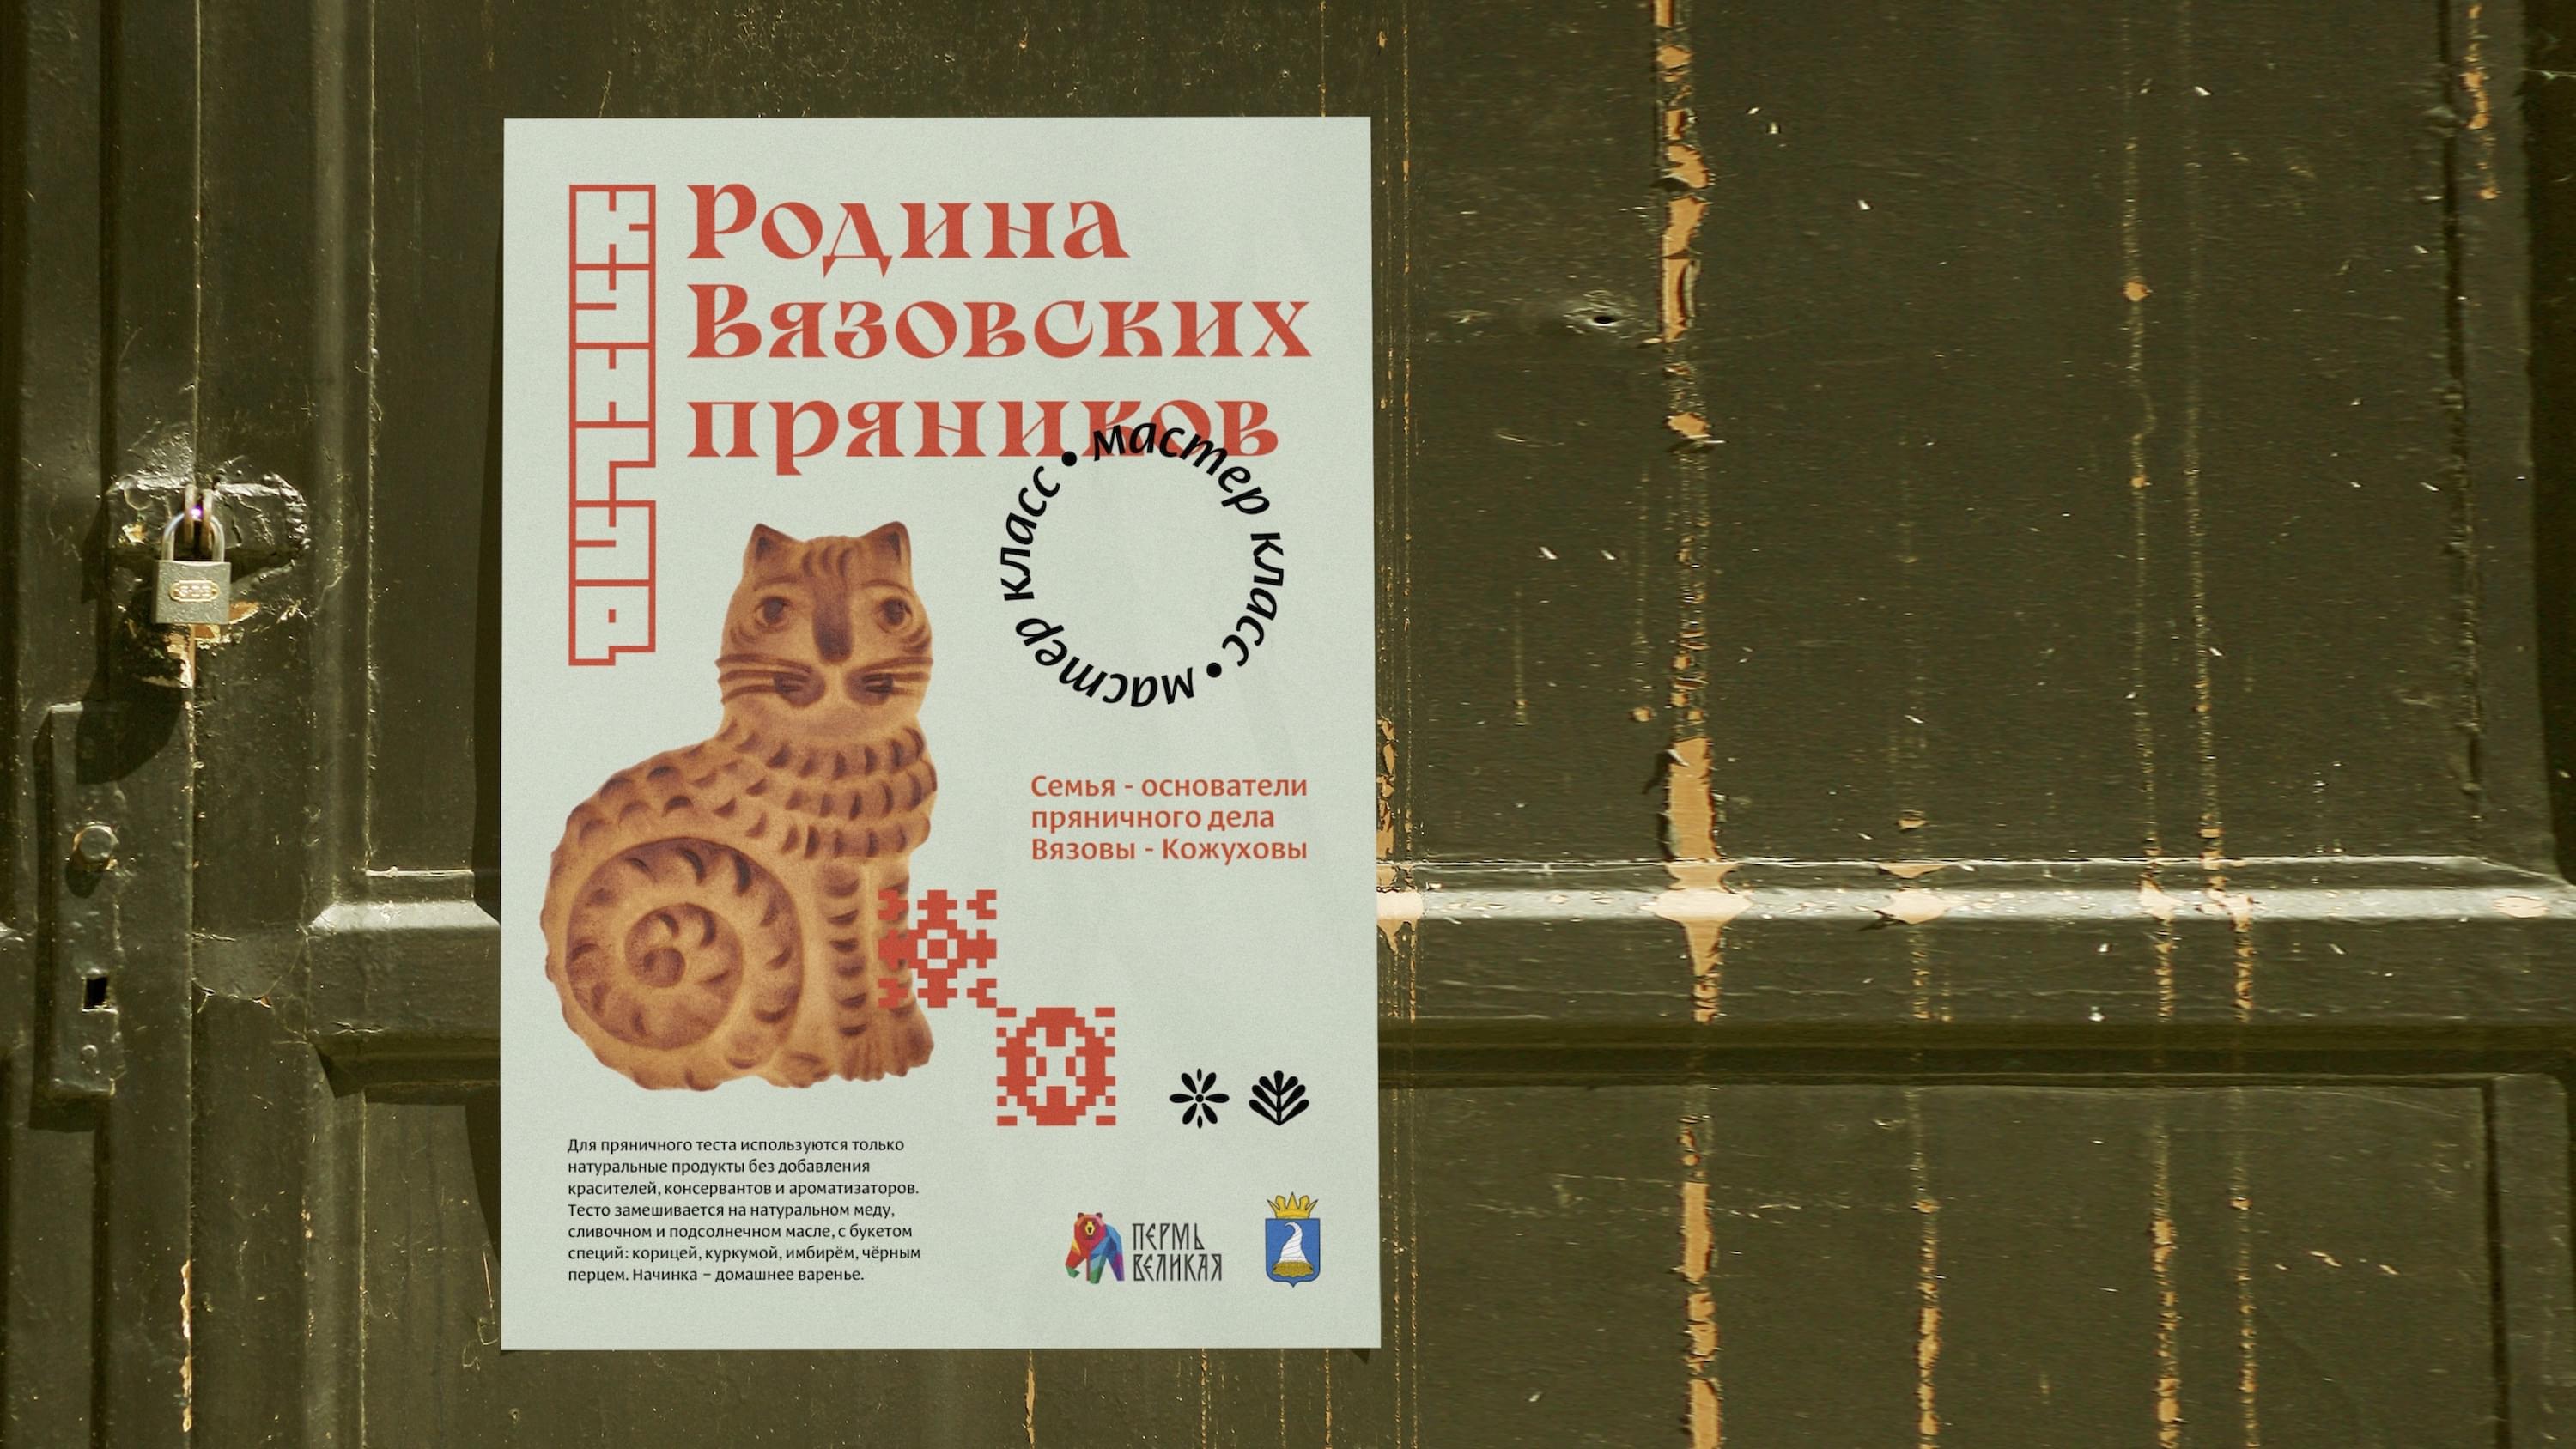 КУНГУР
Родина
Вязовских
пряников
мастер класс • мастер класс •
Семья - основатели
пряничного дела
Вязовы - Кожуховы
Для пряничного теста используются только
натуральные продукты без добавления
красителей, консервантов и ароматизаторов.
Тесто замешивается на натуральном меду,
сливочном и подсолнечном масле, с букетом
специй: корицей, куркумой, имбирём, чёрным
перцем. Начинка – домашнее варенье.
ПЕРМЬ
ВЕЛИКАЯ